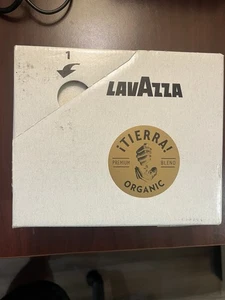 1
LAVAZZA
¡TIERRA!
PREMIUM BLEND
ORGANIC